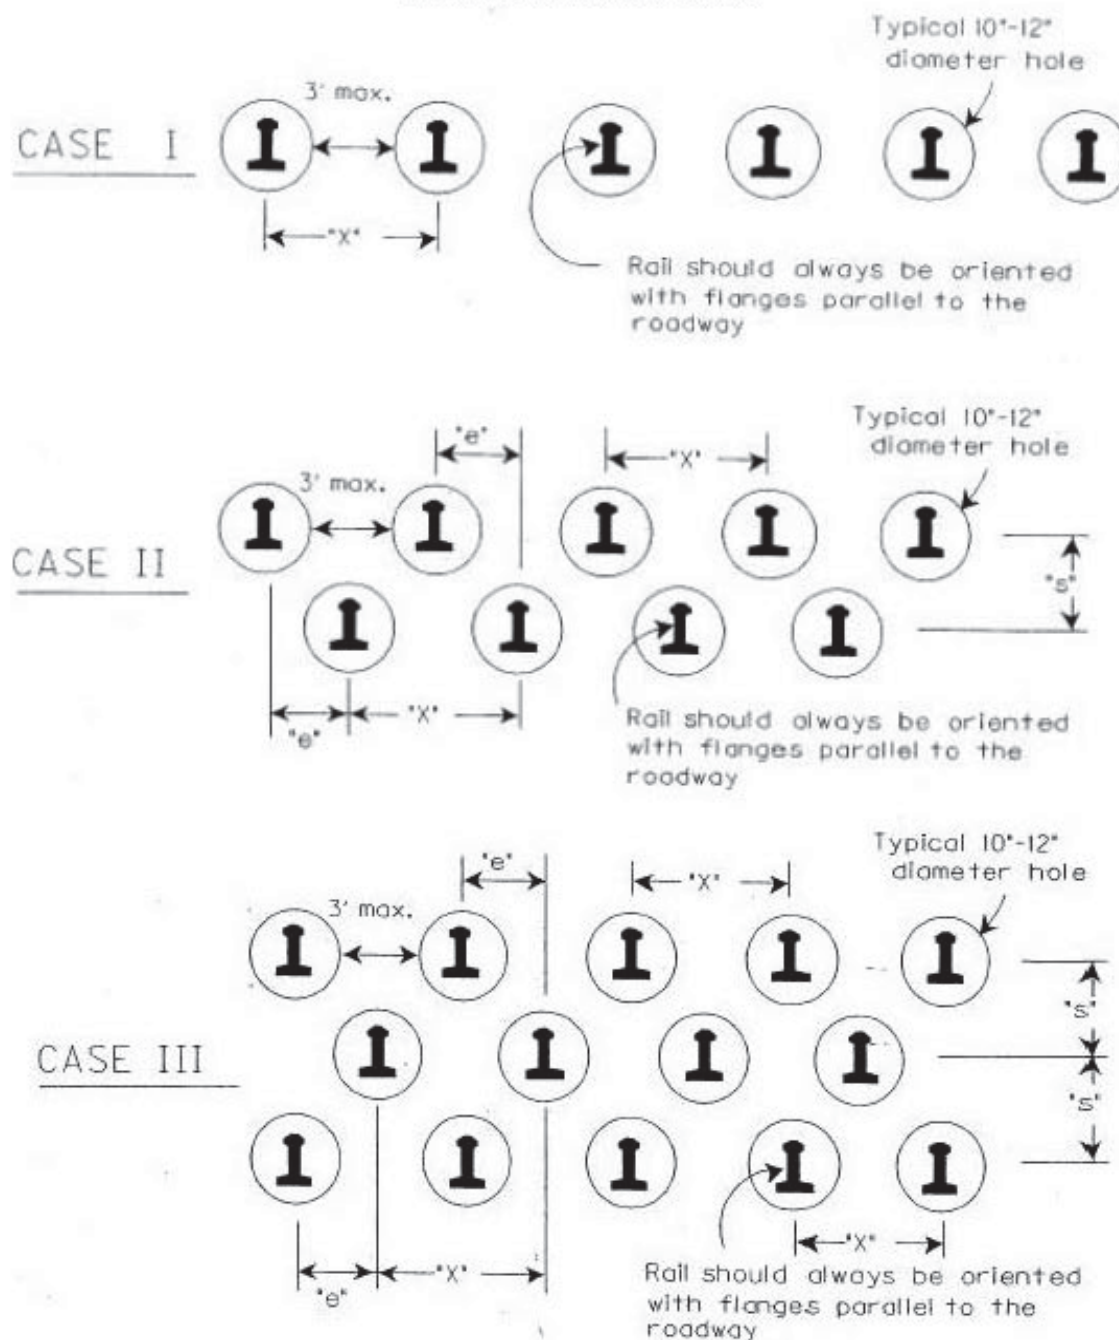 Typical 10"-12"
diameter hole
3' max.
CASE I
"X"
Rail should always be oriented
with flanges parallel to the
roadway
Typical 10"-12"
diameter hole
"e"
"X"
3' max.
CASE II
"s"
"X"
"e"
Rail should always be oriented
with flanges parallel to the
roadway
Typical 10"-12"
diameter hole
"e"
"X"
3' max.
"s"
CASE III
"s"
"X"
"X"
"e"
Rail should always be oriented
with flanges parallel to the
roadway